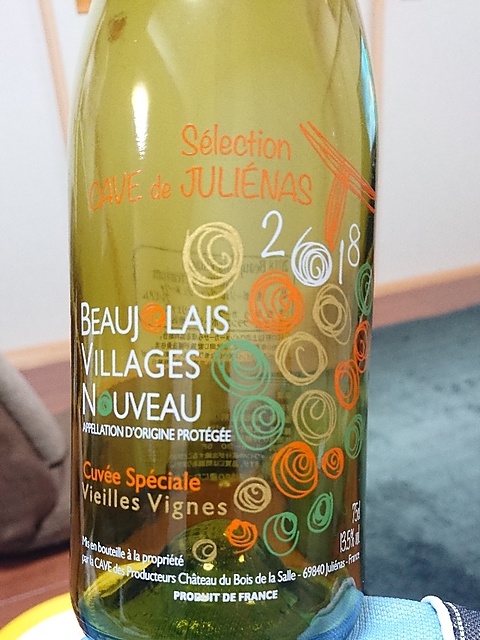 Sélection
CAVE de JULIÉNAS
2018
BEAUJOLAIS
VILLAGES
NOUVEAU
APPELLATION D'ORIGINE PROTÉGÉE
Cuvée Spéciale
Vieilles Vignes
75cl
13.5% vol.
Mis en bouteille à la propriété
par la CAVE des Producteurs Château du Bois de la Salle - 69840 Juliénas - France
PRODUIT DE FRANCE